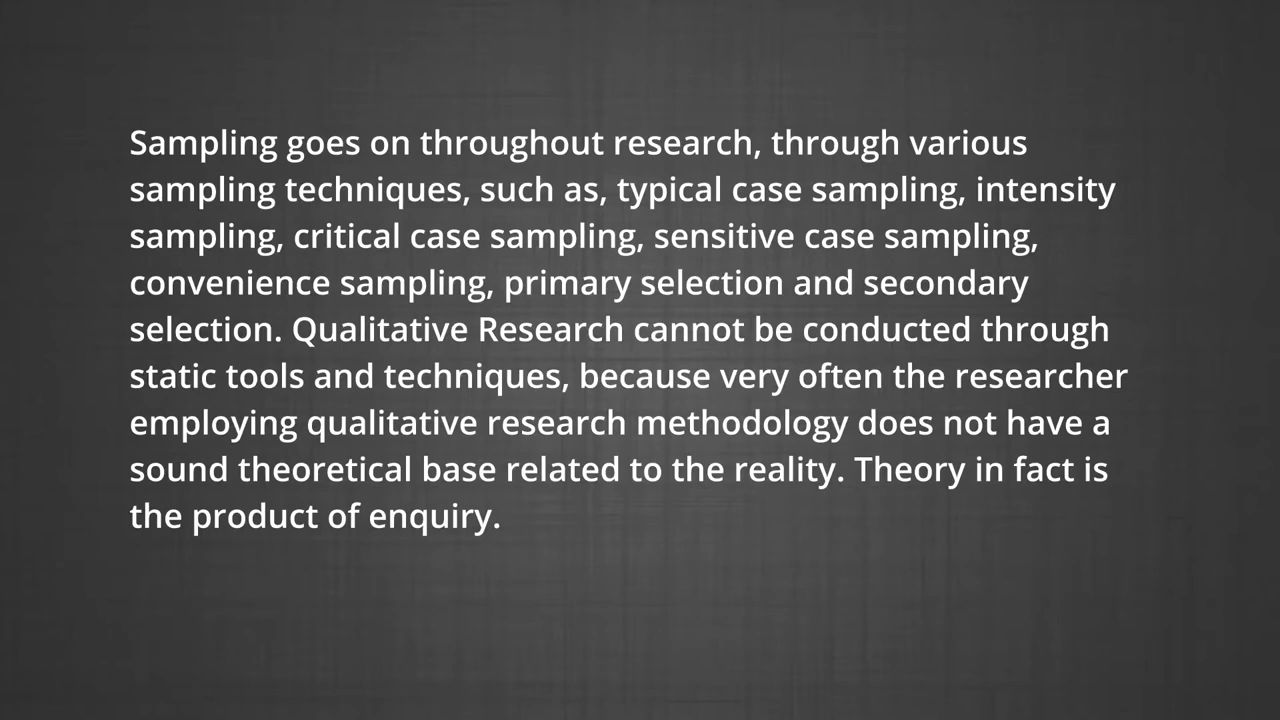 Sampling goes on throughout research, through various
sampling techniques, such as, typical case sampling, intensity
sampling, critical case sampling, sensitive case sampling,
convenience sampling, primary selection and secondary
selection. Qualitative Research cannot be conducted through
static tools and techniques, because very often the researcher
employing qualitative research methodology does not have a
sound theoretical base related to the reality. Theory in fact is
the product of enquiry.